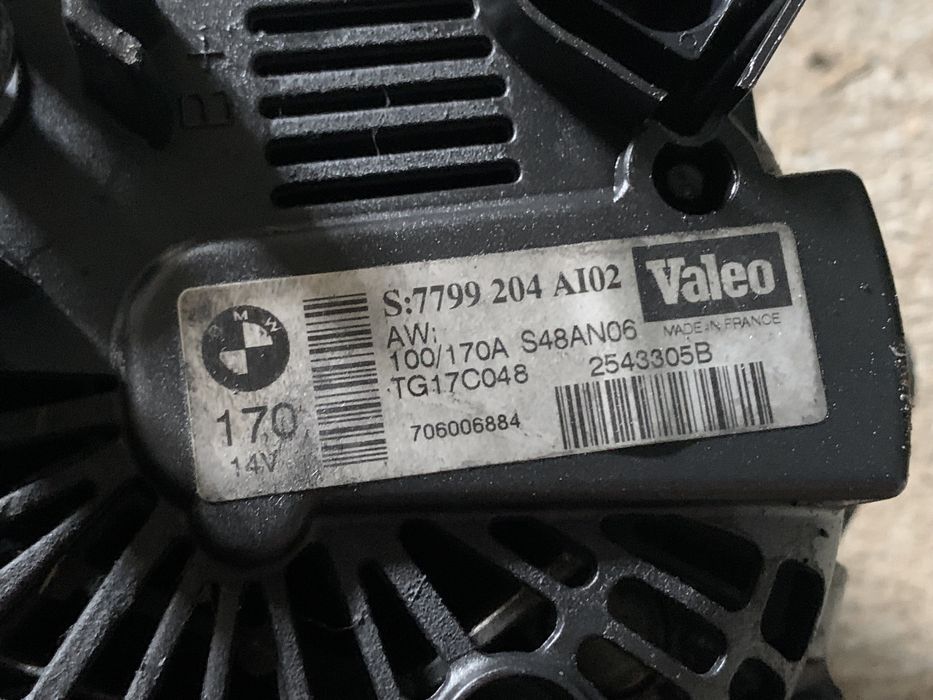 +
B
S:7799 204 AI02
Valeo
MADE IN FRANCE
BMW
AW:
100/170A S48AN06
TG17C048 2543305B
170
14V
706006884